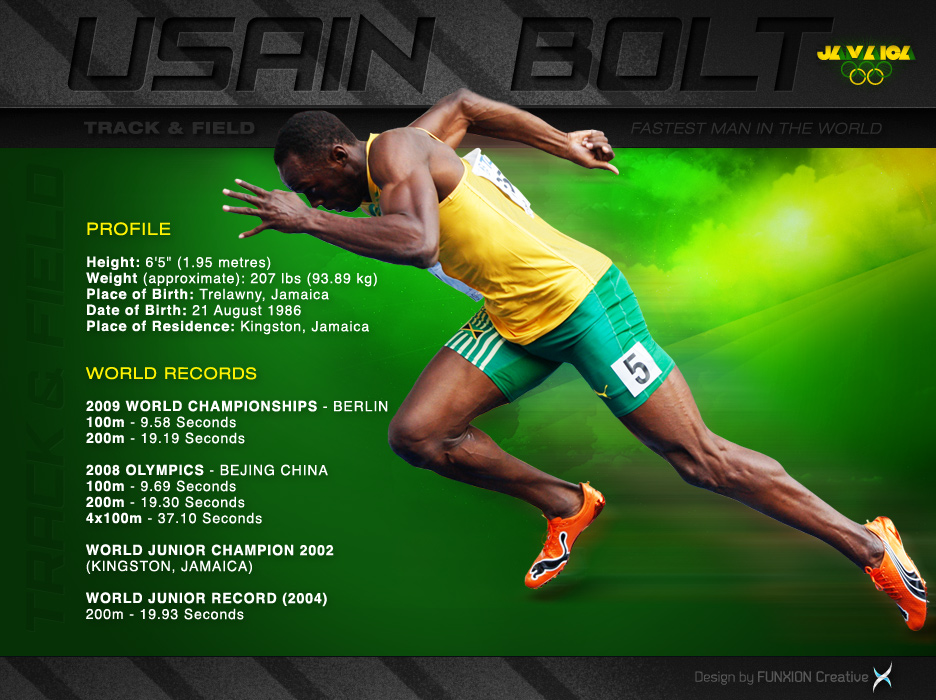 USAIN BOLT
JAMAICA
TRACK & FIELD
FASTEST MAN IN THE WORLD
TRACK & FIELD
PROFILE
Height: 6'5" (1.95 metres)
Weight (approximate): 207 lbs (93.89 kg)
Place of Birth: Trelawny, Jamaica
Date of Birth: 21 August 1986
Place of Residence: Kingston, Jamaica
5
WORLD RECORDS
2009 WORLD CHAMPIONSHIPS - BERLIN
100m - 9.58 Seconds
200m - 19.19 Seconds
2008 OLYMPICS - BEJING CHINA
100m - 9.69 Seconds
200m - 19.30 Seconds
4x100m - 37.10 Seconds
WORLD JUNIOR CHAMPION 2002
(KINGSTON, JAMAICA)
WORLD JUNIOR RECORD (2004)
200m - 19.93 Seconds
Design by FUNXION Creative